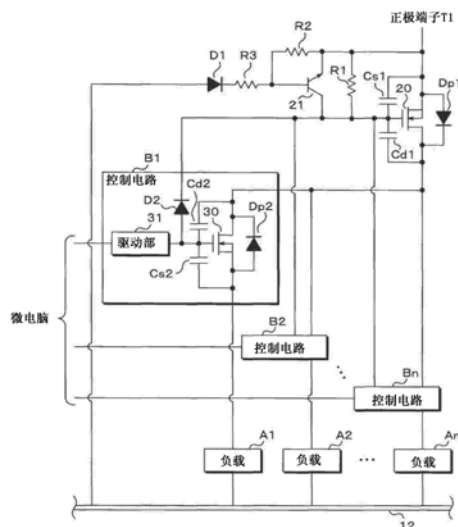 正极端子T1
R2
D1
R3
R1
Cs1
20
Dp1
21
Cd1
B1
控制电路
Cd2
D2
30
Dp2
31
驱动部
Cs2
微电脑
B2
控制电路
Bn
控制电路
A1
负载
A2
负载
···
An
负载
12